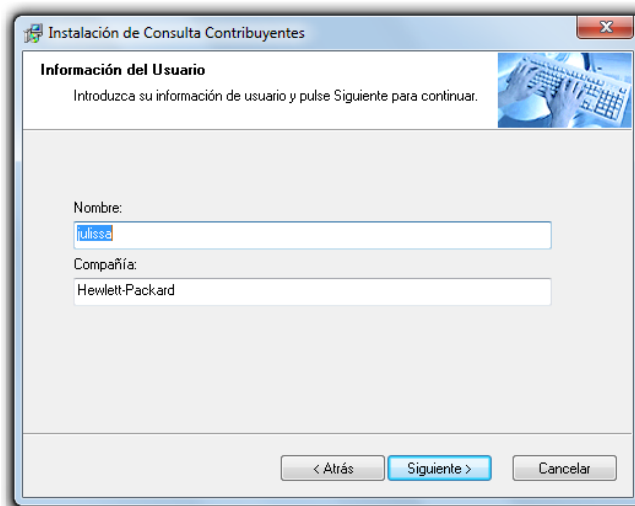 Instalación de Consulta Contribuyentes
Información del Usuario
Introduzca su información de usuario y pulse Siguiente para continuar.
Nombre:
julissa
Compañía:
Hewlett-Packard
< Atrás
Siguiente >
Cancelar